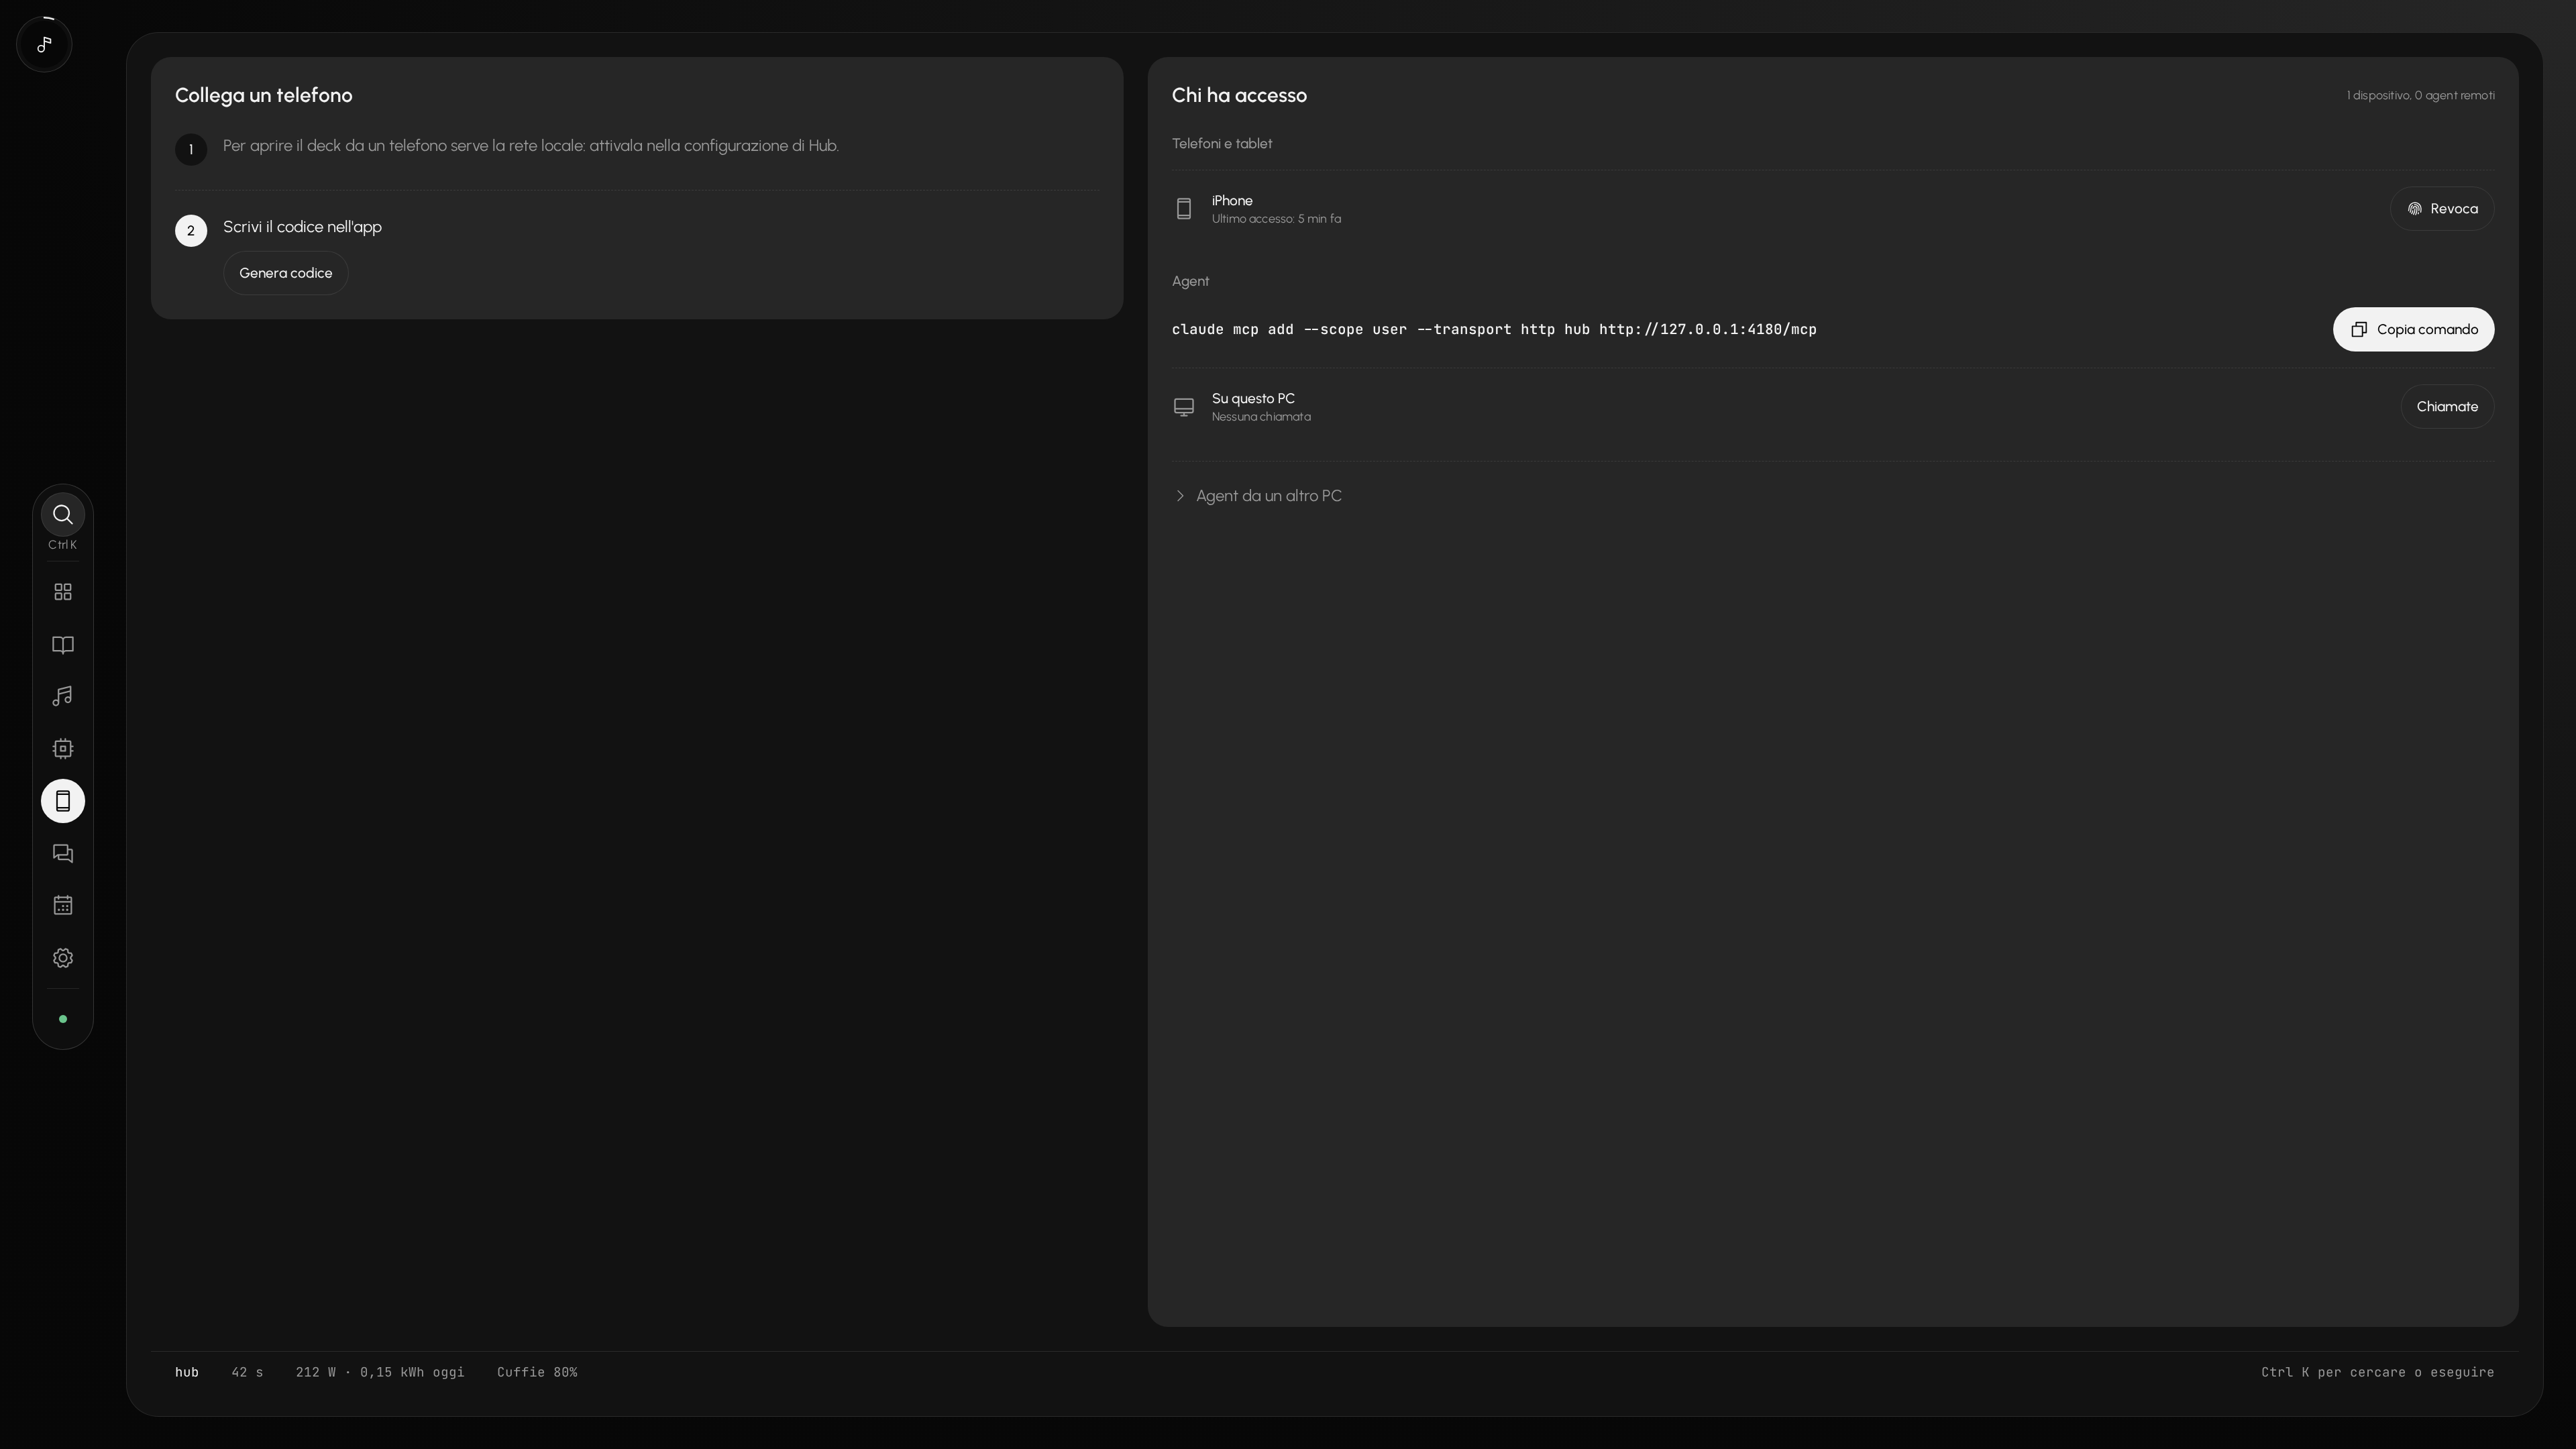 Collega un telefono
1
Per aprire il deck da un telefono serve la rete locale: attivala nella configurazione di Hub.
2
Scrivi il codice nell'app
Genera codice
Chi ha accesso
1 dispositivo, 0 agent remoti
Telefoni e tablet
iPhone
Ultimo accesso: 5 min fa
Revoca
Agent
claude mcp add --scope user --transport http hub http://127.0.0.1:4180/mcp
Copia comando
Su questo PC
Nessuna chiamata
Chiamate
Agent da un altro PC
Ctrl K
hub 42 s 212 W · 0,15 kWh oggi Cuffie 80%
Ctrl K per cercare o eseguire